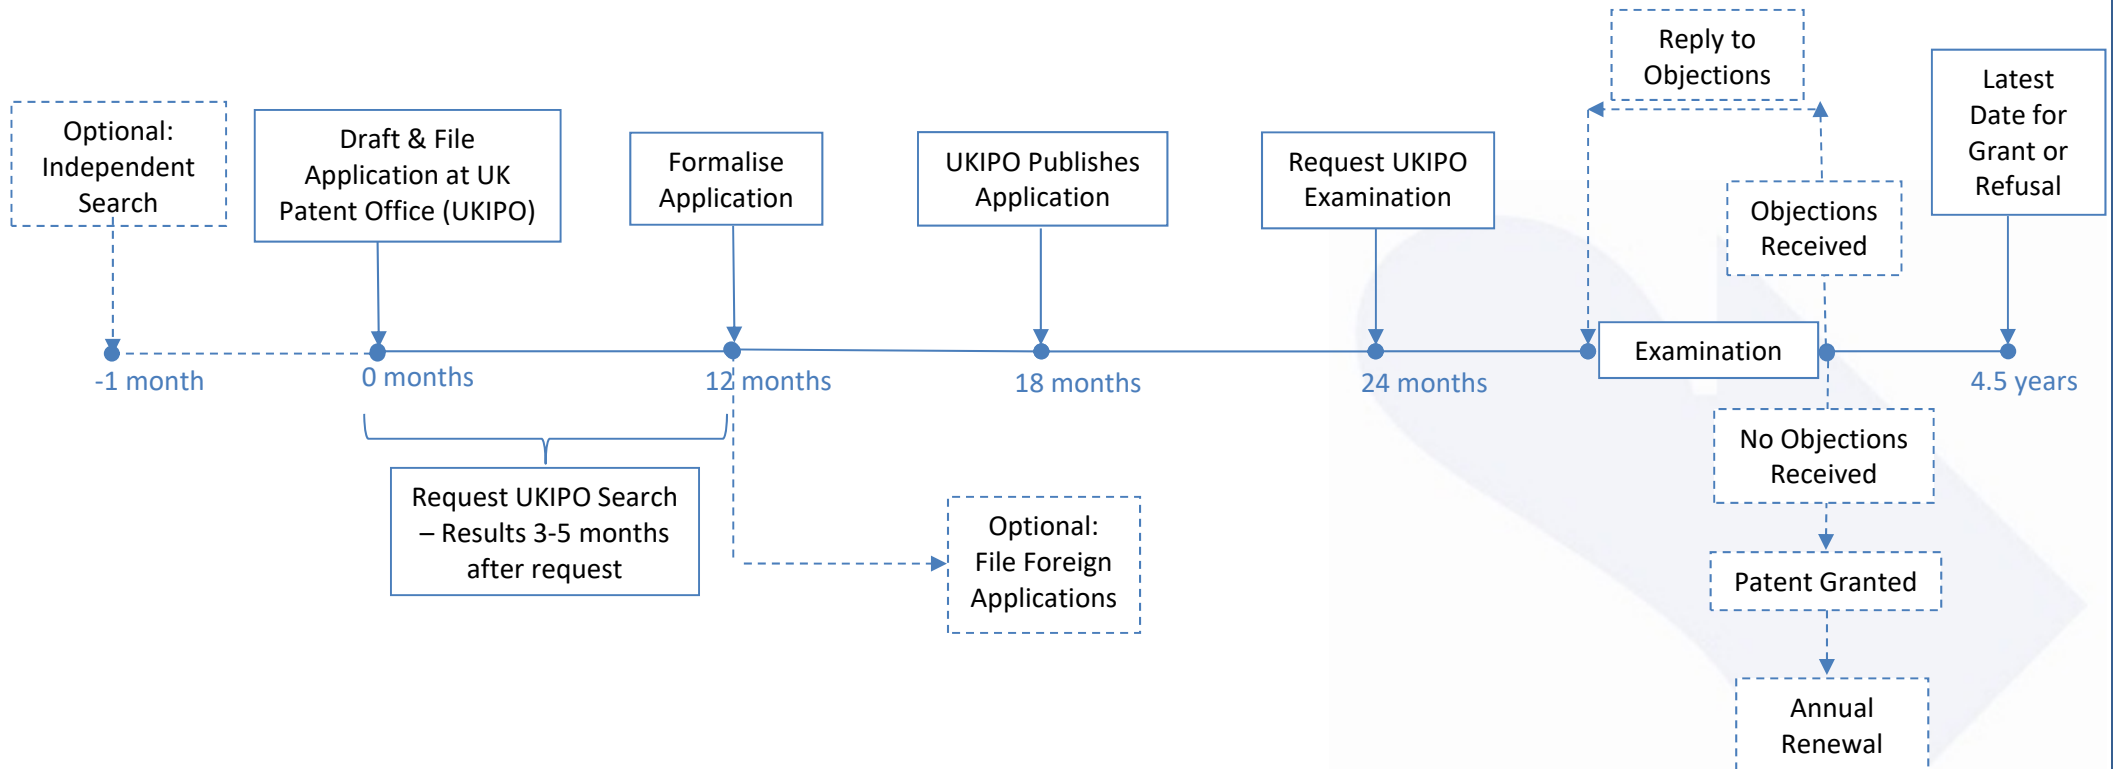 Optional:
Independent
Search
Draft & File
Application at UK
Patent Office (UKIPO)
Formalise
Application
UKIPO Publishes
Application
Request UKIPO
Examination
Reply to
Objections
Objections
Received
Latest
Date for
Grant or
Refusal
Examination
-1 month
0 months
12 months
18 months
24 months
4.5 years
Request UKIPO Search
– Results 3-5 months
after request
Optional:
File Foreign
Applications
No Objections
Received
Patent Granted
Annual
Renewal